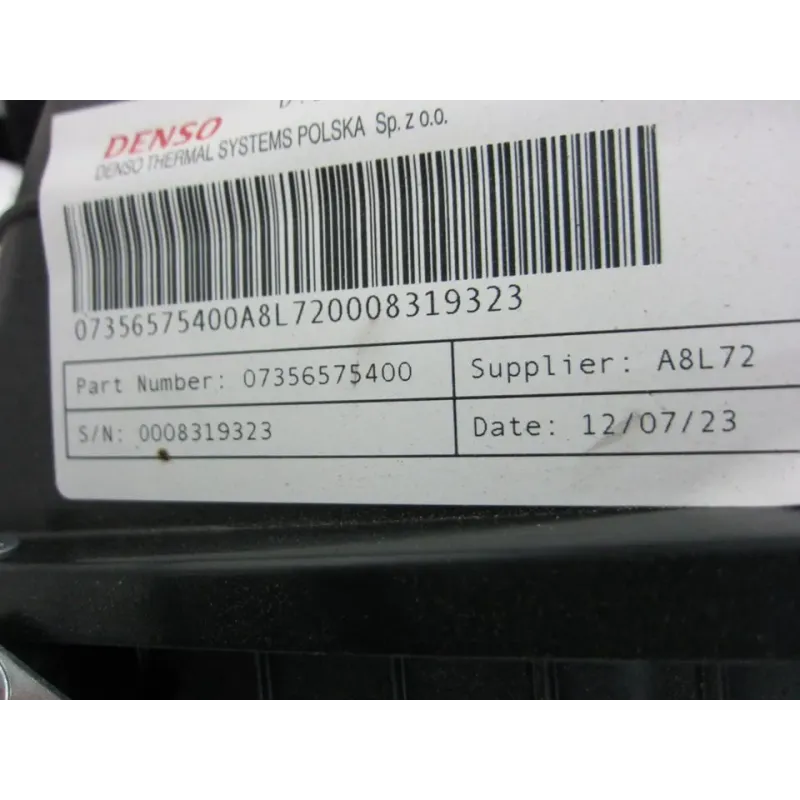 DENSO
DENSO THERMAL SYSTEMS POLSKA Sp. z o.o.
07356575400A8L720008319323
Part Number: 07356575400
Supplier: A8L72
S/N: 0008319323
Date: 12/07/23